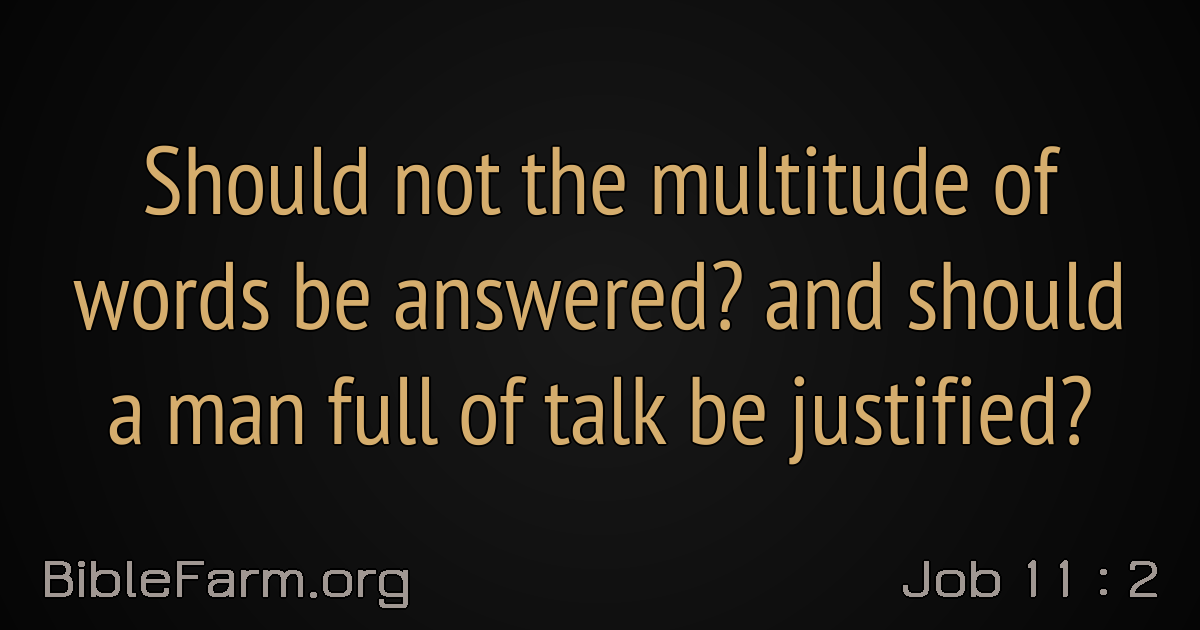 Should not the multitude of
words be answered? and should
a man full of talk be justified?
BibleFarm.org
Job 11 : 2